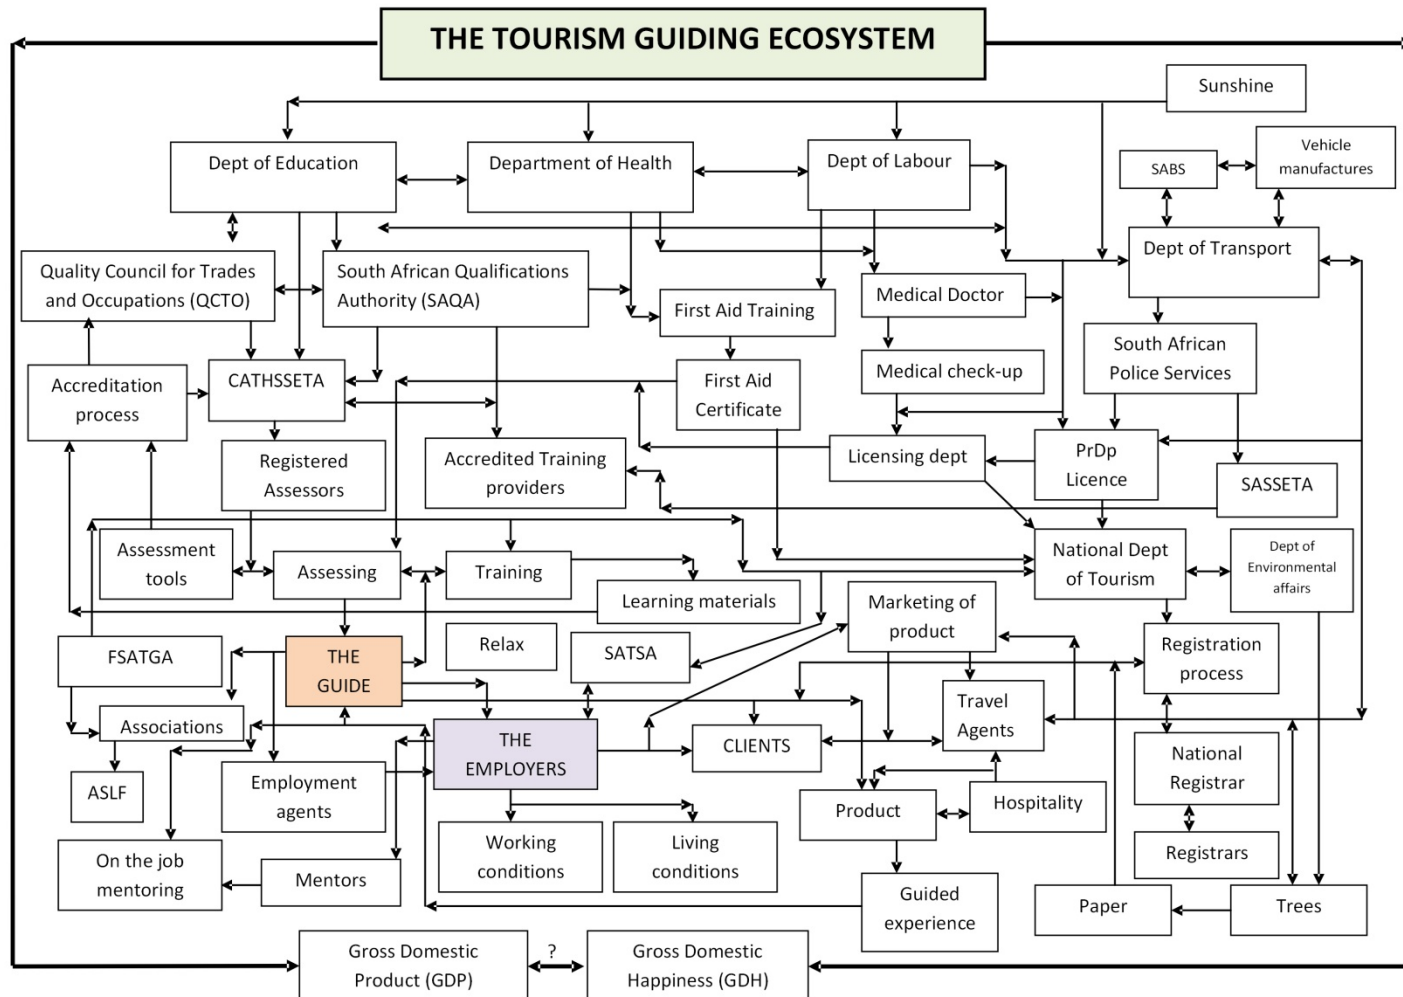 THE TOURISM GUIDING ECOSYSTEM
Sunshine
Dept of Education
Department of Health
Dept of Labour
SABS
Vehicle
manufactures
Quality Council for Trades
and Occupations (QCTO)
South African Qualifications
Authority (SAQA)
Dept of Transport
Medical Doctor
First Aid Training
South African
Police Services
Accreditation
process
CATHSSETA
First Aid
Certificate
Medical check-up
Registered
Assessors
Accredited Training
providers
Licensing dept
PrDp
Licence
SASSETA
Assessment
tools
Assessing
Training
Learning materials
National Dept
of Tourism
Dept of
Environmental
affairs
Marketing of
product
FSATGA
THE
GUIDE
Relax
SATSA
Registration
process
Travel
Agents
Associations
THE
EMPLOYERS
CLIENTS
National
Registrar
ASLF
Employment
agents
Product
Hospitality
Working
conditions
Living
conditions
Registrars
On the job
mentoring
Mentors
Guided
experience
Paper
Trees
Gross Domestic
Product (GDP)
?
Gross Domestic
Happiness (GDH)